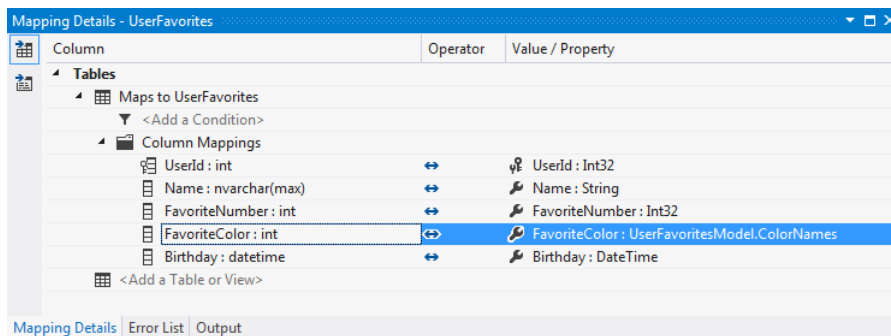 Mapping Details - UserFavorites
Column Operator Value / Property
Tables
Maps to UserFavorites
<Add a Condition>
Column Mappings
UserId : int UserId : Int32
Name : nvarchar(max) Name : String
FavoriteNumber : int FavoriteNumber : Int32
FavoriteColor : int FavoriteColor : UserFavoritesModel.ColorNames
Birthday : datetime Birthday : DateTime
<Add a Table or View>
Mapping Details Error List Output